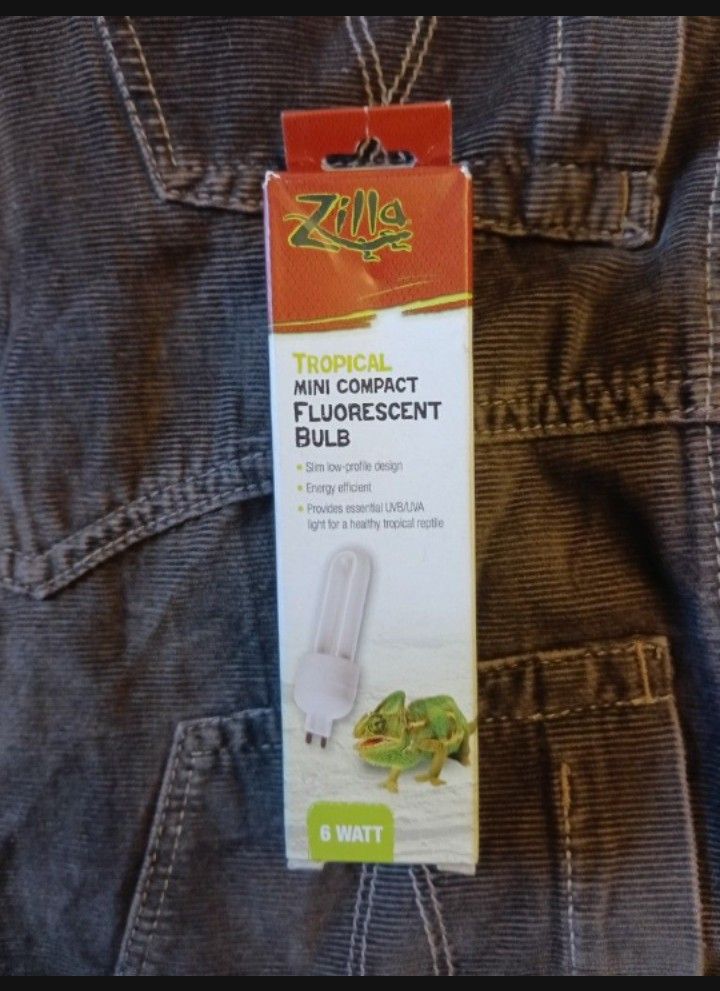 Zilla
TROPICAL
MINI COMPACT
FLUORESCENT
BULB
• Slim low-profile design
• Energy efficient
• Provides essential UVB/UVA
light for a healthy tropical reptile
6 WATT